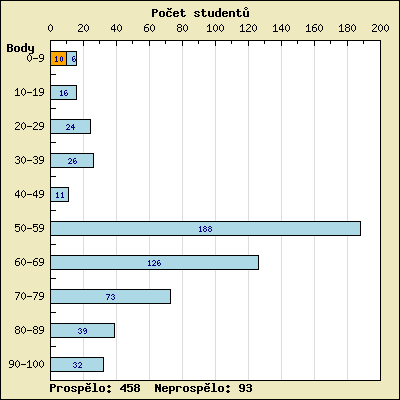 Počet studentů
0 20 40 60 80 100 120 140 160 180 200
Body
0-9 10 6
10-19 16
20-29 24
30-39 26
40-49 11
50-59 188
60-69 126
70-79 73
80-89 39
90-100 32
Prospělo: 458 Neprospělo: 93